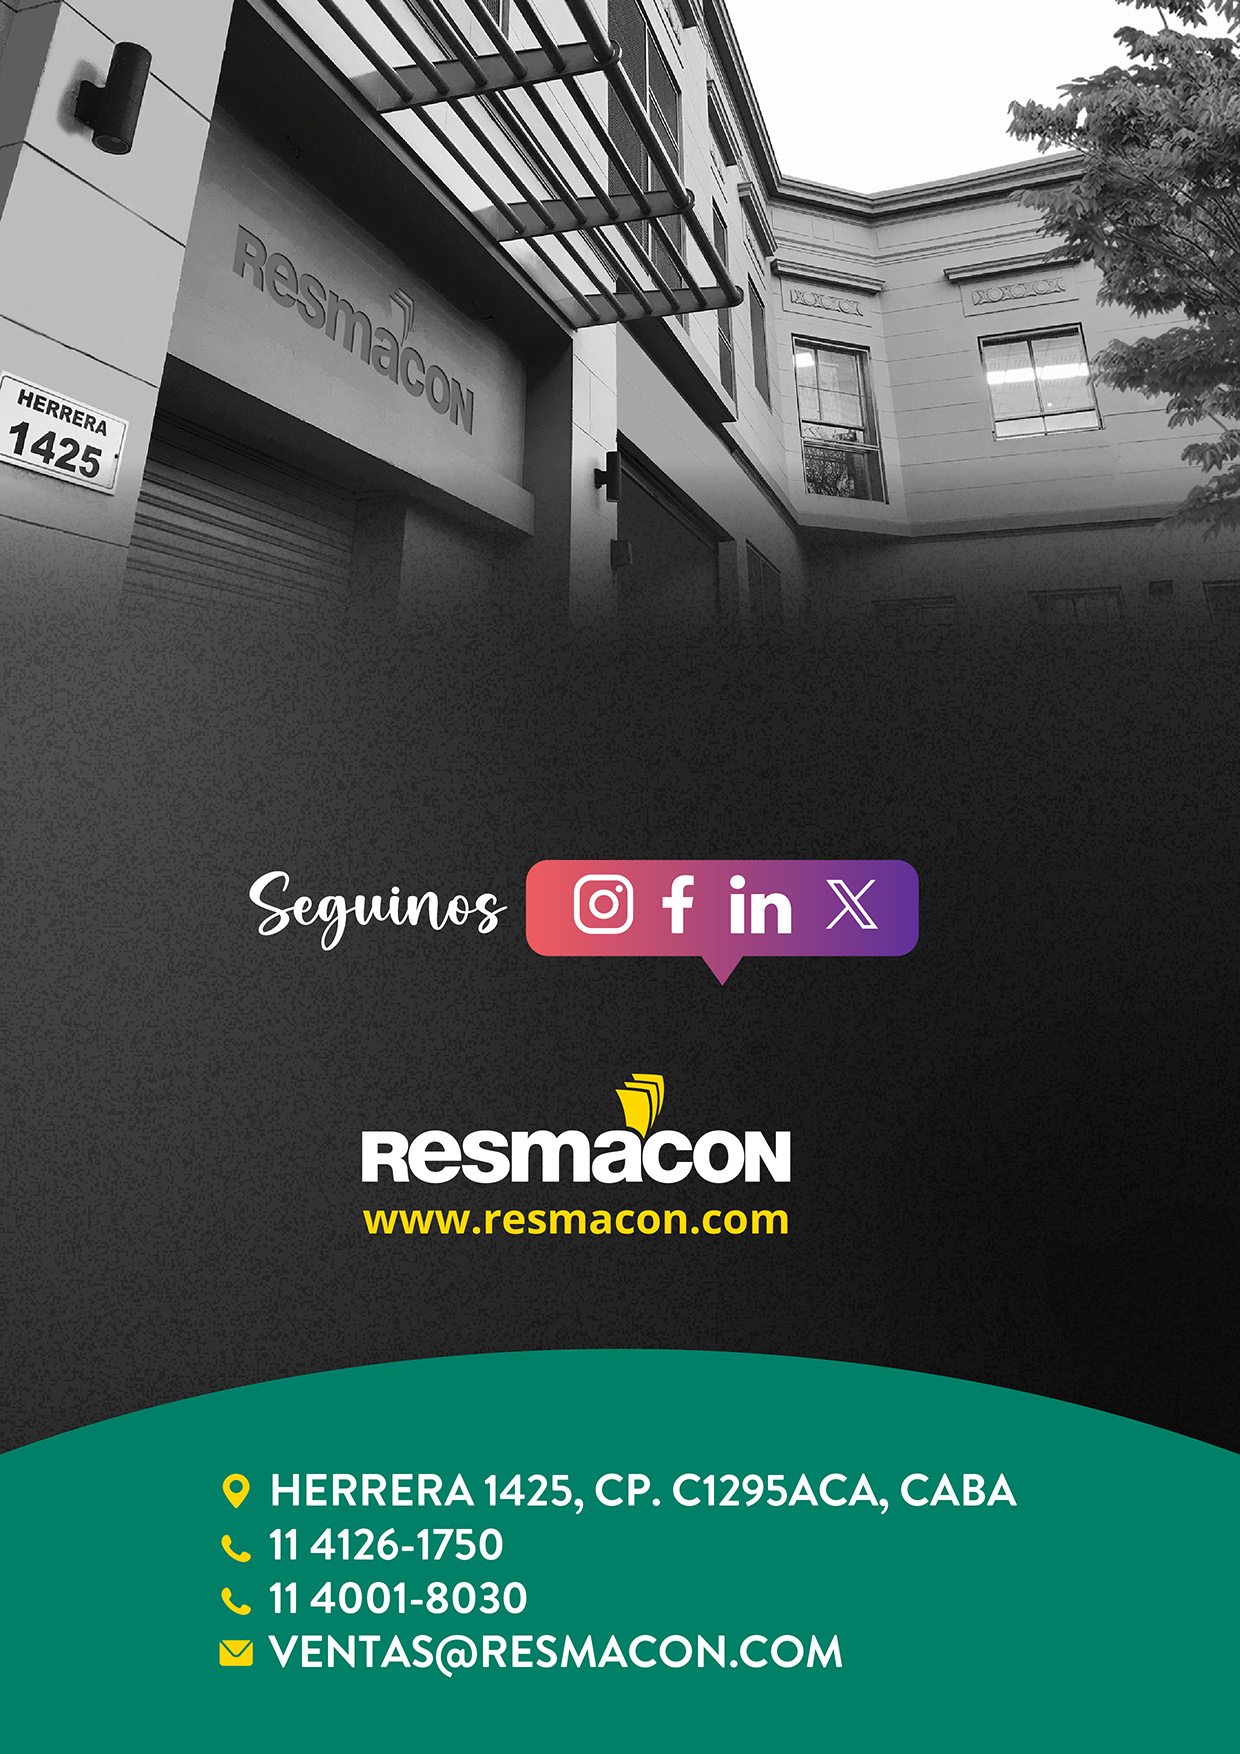 Resmacon
HERRERA
1425
Seguinos
Resmacon
www.resmacon.com
HERRERA 1425, CP. C1295ACA, CABA
11 4126-1750
11 4001-8030
VENTAS@RESMACON.COM